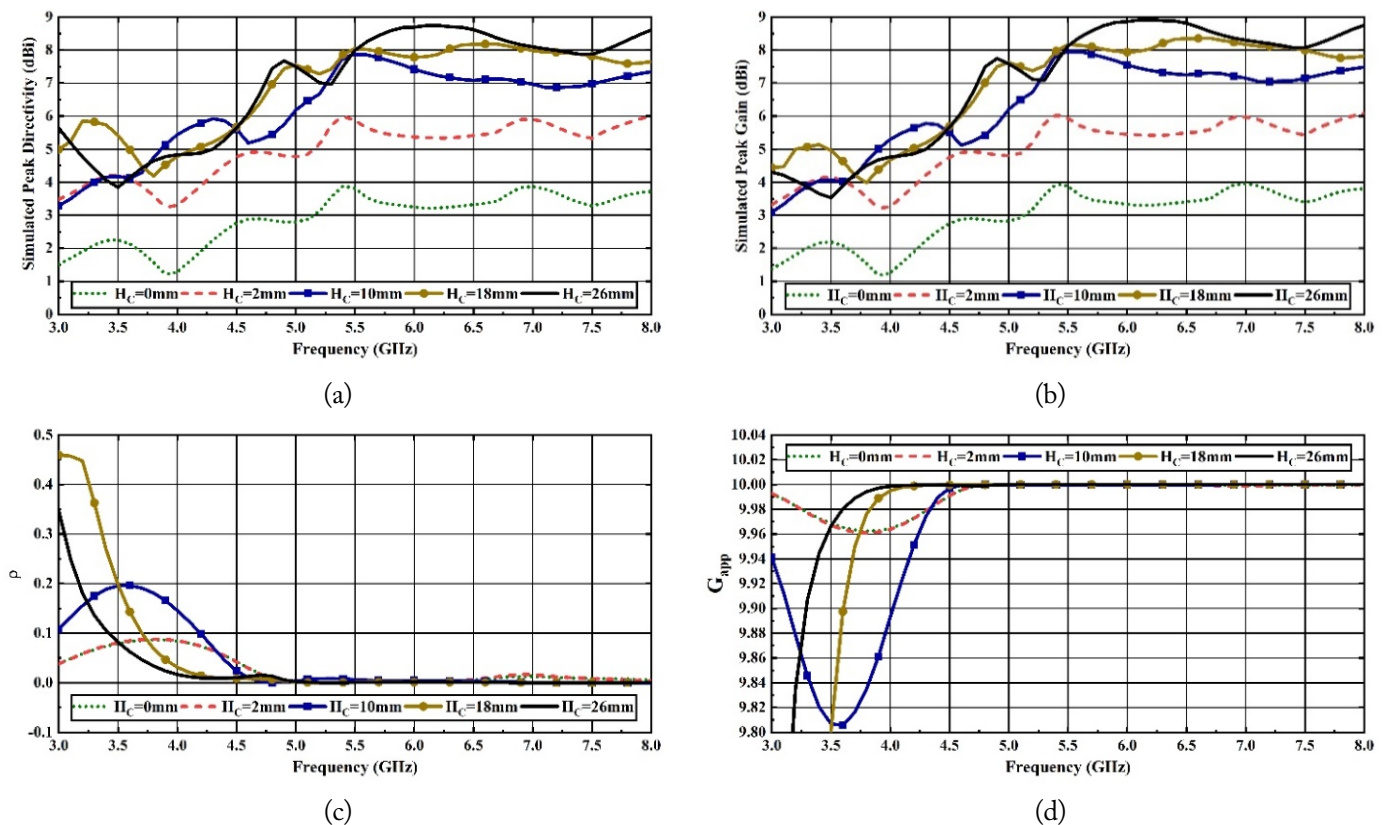 Simulated Peak Directivity (dBi)
9
8
7
6
5
4
3
2
1
0
H_C=0mm H_C=2mm H_C=10mm H_C=18mm H_C=26mm
3.0 3.5 4.0 4.5 5.0 5.5 6.0 6.5 7.0 7.5 8.0
Frequency (GHz)
(a)
Simulated Peak Gain (dBi)
9
8
7
6
5
4
3
2
1
0
H_C=0mm H_C=2mm H_C=10mm H_C=18mm H_C=26mm
3.0 3.5 4.0 4.5 5.0 5.5 6.0 6.5 7.0 7.5 8.0
Frequency (GHz)
(b)
ρ
0.5
0.4
0.3
0.2
0.1
0.0
-0.1
H_C=0mm H_C=2mm H_C=10mm H_C=18mm H_C=26mm
3.0 3.5 4.0 4.5 5.0 5.5 6.0 6.5 7.0 7.5 8.0
Frequency (GHz)
(c)
G_app
10.04
10.02
10.00
9.98
9.96
9.94
9.92
9.90
9.88
9.86
9.84
9.82
9.80
H_C=0mm H_C=2mm H_C=10mm H_C=18mm H_C=26mm
3.0 3.5 4.0 4.5 5.0 5.5 6.0 6.5 7.0 7.5 8.0
Frequency (GHz)
(d)